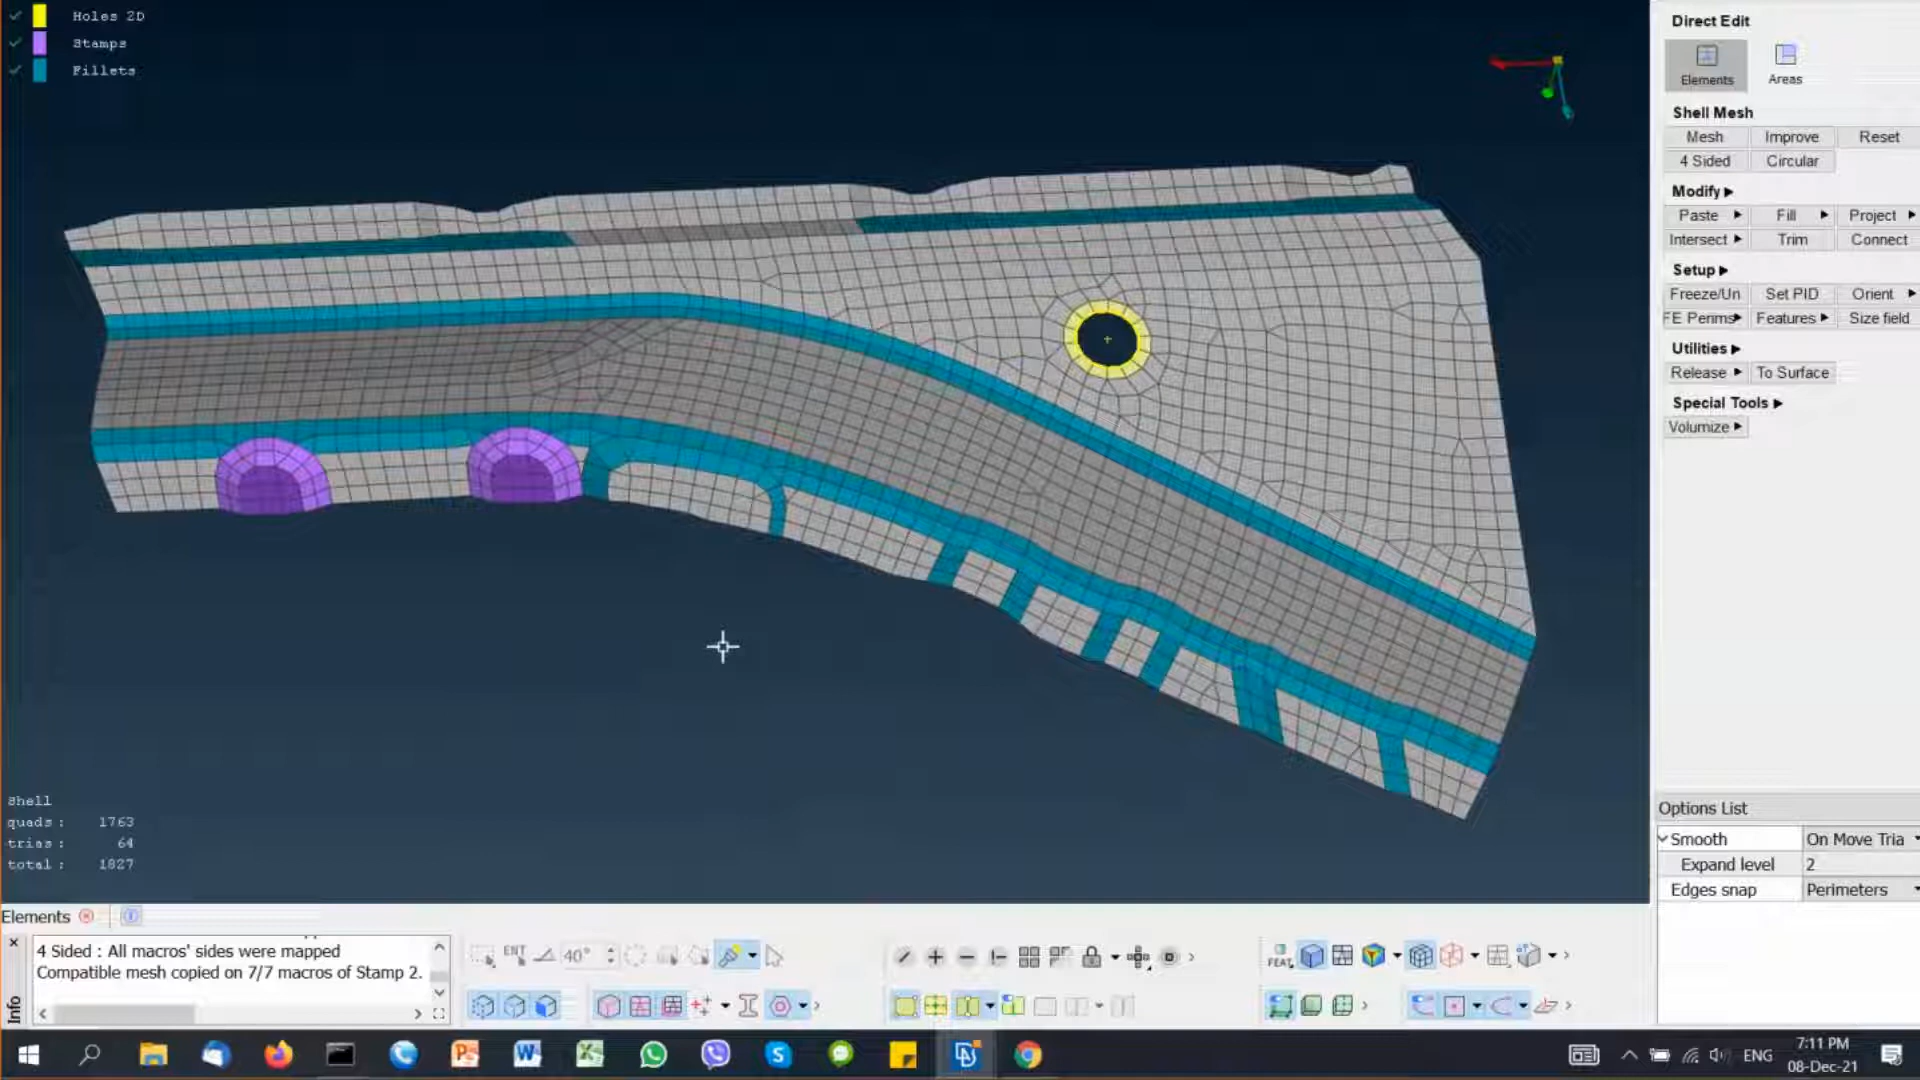 Holes 2D
Stamps
Fillets
Shell
quads : 1763
trias : 64
total : 1827
Direct Edit
Elements Areas
Shell Mesh
Mesh Improve Reset
4 Sided Circular
Modify
Paste Fill Project
Intersect Trim Connect
Setup
Freeze/Un Set PID Orient
FE Perims Features Size field
Utilities
Release To Surface
Special Tools
Volumize
Options List
Smooth On Move Tria
Expand level 2
Edges snap Perimeters
Elements
4 Sided : All macros' sides were mapped
Compatible mesh copied on 7/7 macros of Stamp 2.
Info
ENT 40°
FEAT.
ENG
7:11 PM
08-Dec-21